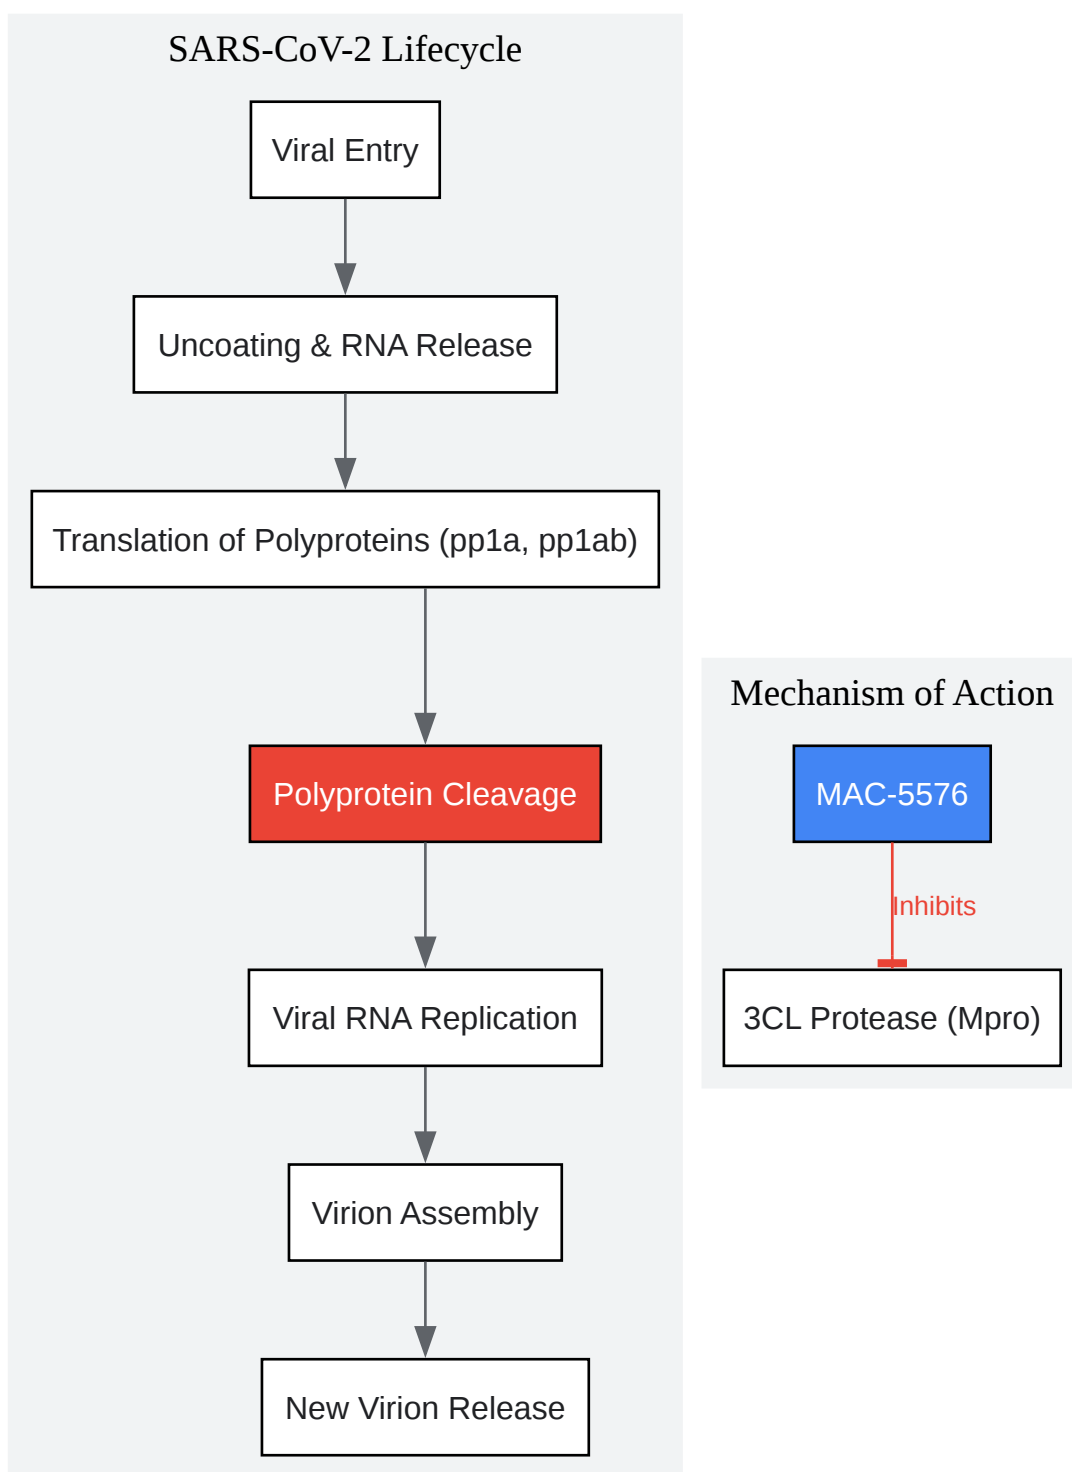 SARS-CoV-2 Lifecycle
Viral Entry
Uncoating & RNA Release
Translation of Polyproteins (pp1a, pp1ab)
Polyprotein Cleavage
Viral RNA Replication
Virion Assembly
New Virion Release
Mechanism of Action
MAC-5576
Inhibits
3CL Protease (Mpro)